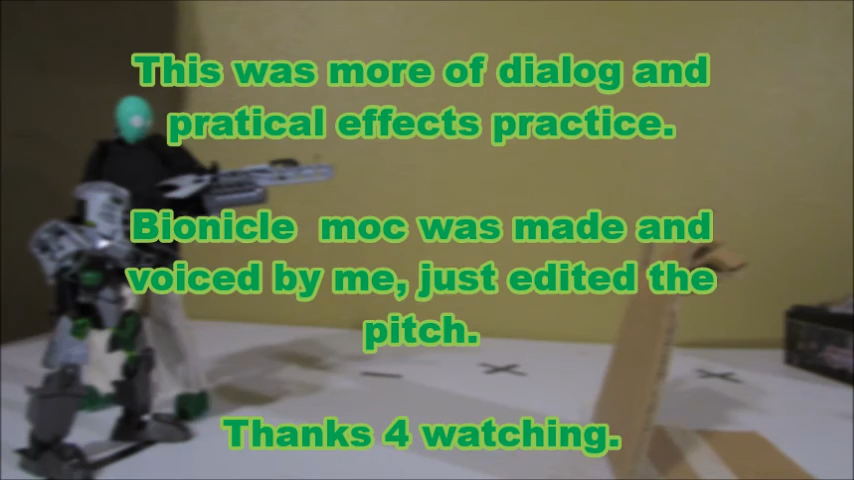 This was more of dialog and
pratical effects practice.
Bionicle  moc was made and
voiced by me, just edited the
pitch.
Thanks 4 watching.